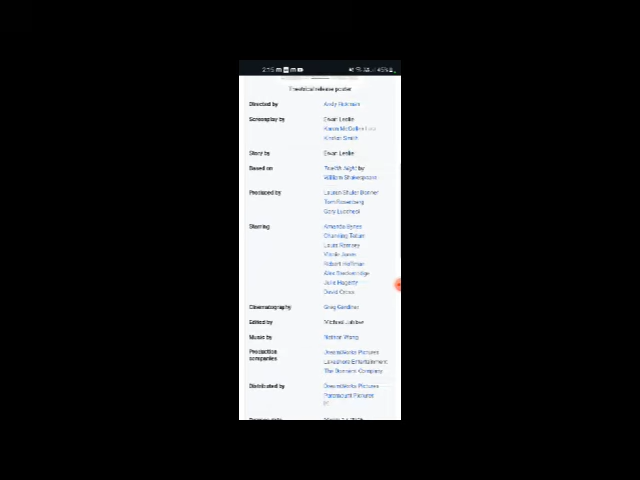 Theatrical release poster
Directed by Andy Fickman
Screenplay by Ewan Leslie
Karen McCullah Lutz
Kirsten Smith
Story by Ewan Leslie
Based on Twelfth Night by
William Shakespeare
Produced by Lauren Shuler Donner
Tom Rosenberg
Gary Lucchesi
Starring Amanda Bynes
Channing Tatum
Laura Ramsey
Vinnie Jones
Robert Hoffman
Alex Breckenridge
Julie Hagerty
David Cross
Cinematography Greg Gardiner
Edited by Michael Jablow
Music by Nathan Wang
Production DreamWorks Pictures
companies Lakeshore Entertainment
The Donners' Company
Distributed by DreamWorks Pictures
Paramount Pictures